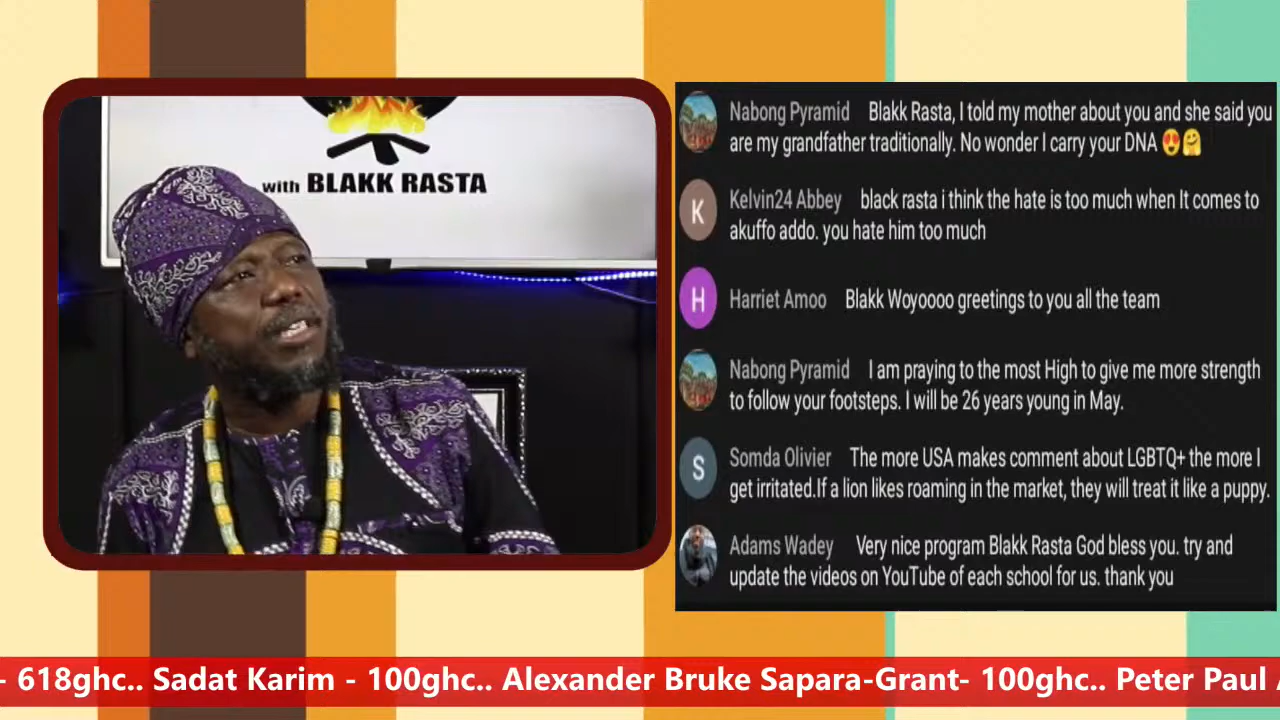 with BLAKK RASTA
Nabong Pyramid Blakk Rasta, I told my mother about you and she said you
are my grandfather traditionally. No wonder I carry your DNA 😍🤗
K
Kelvin24 Abbey black rasta i think the hate is too much when It comes to
akuffo addo. you hate him too much
H
Harriet Amoo Blakk Woyoooo greetings to you all the team
Nabong Pyramid I am praying to the most High to give me more strength
to follow your footsteps. I will be 26 years young in May.
S
Somda Olivier The more USA makes comment about LGBTQ+ the more I
get irritated.If a lion likes roaming in the market, they will treat it like a puppy.
Adams Wadey Very nice program Blakk Rasta God bless you. try and
update the videos on YouTube of each school for us. thank you
- 618ghc.. Sadat Karim - 100ghc.. Alexander Bruke Sapara-Grant- 100ghc.. Peter Paul